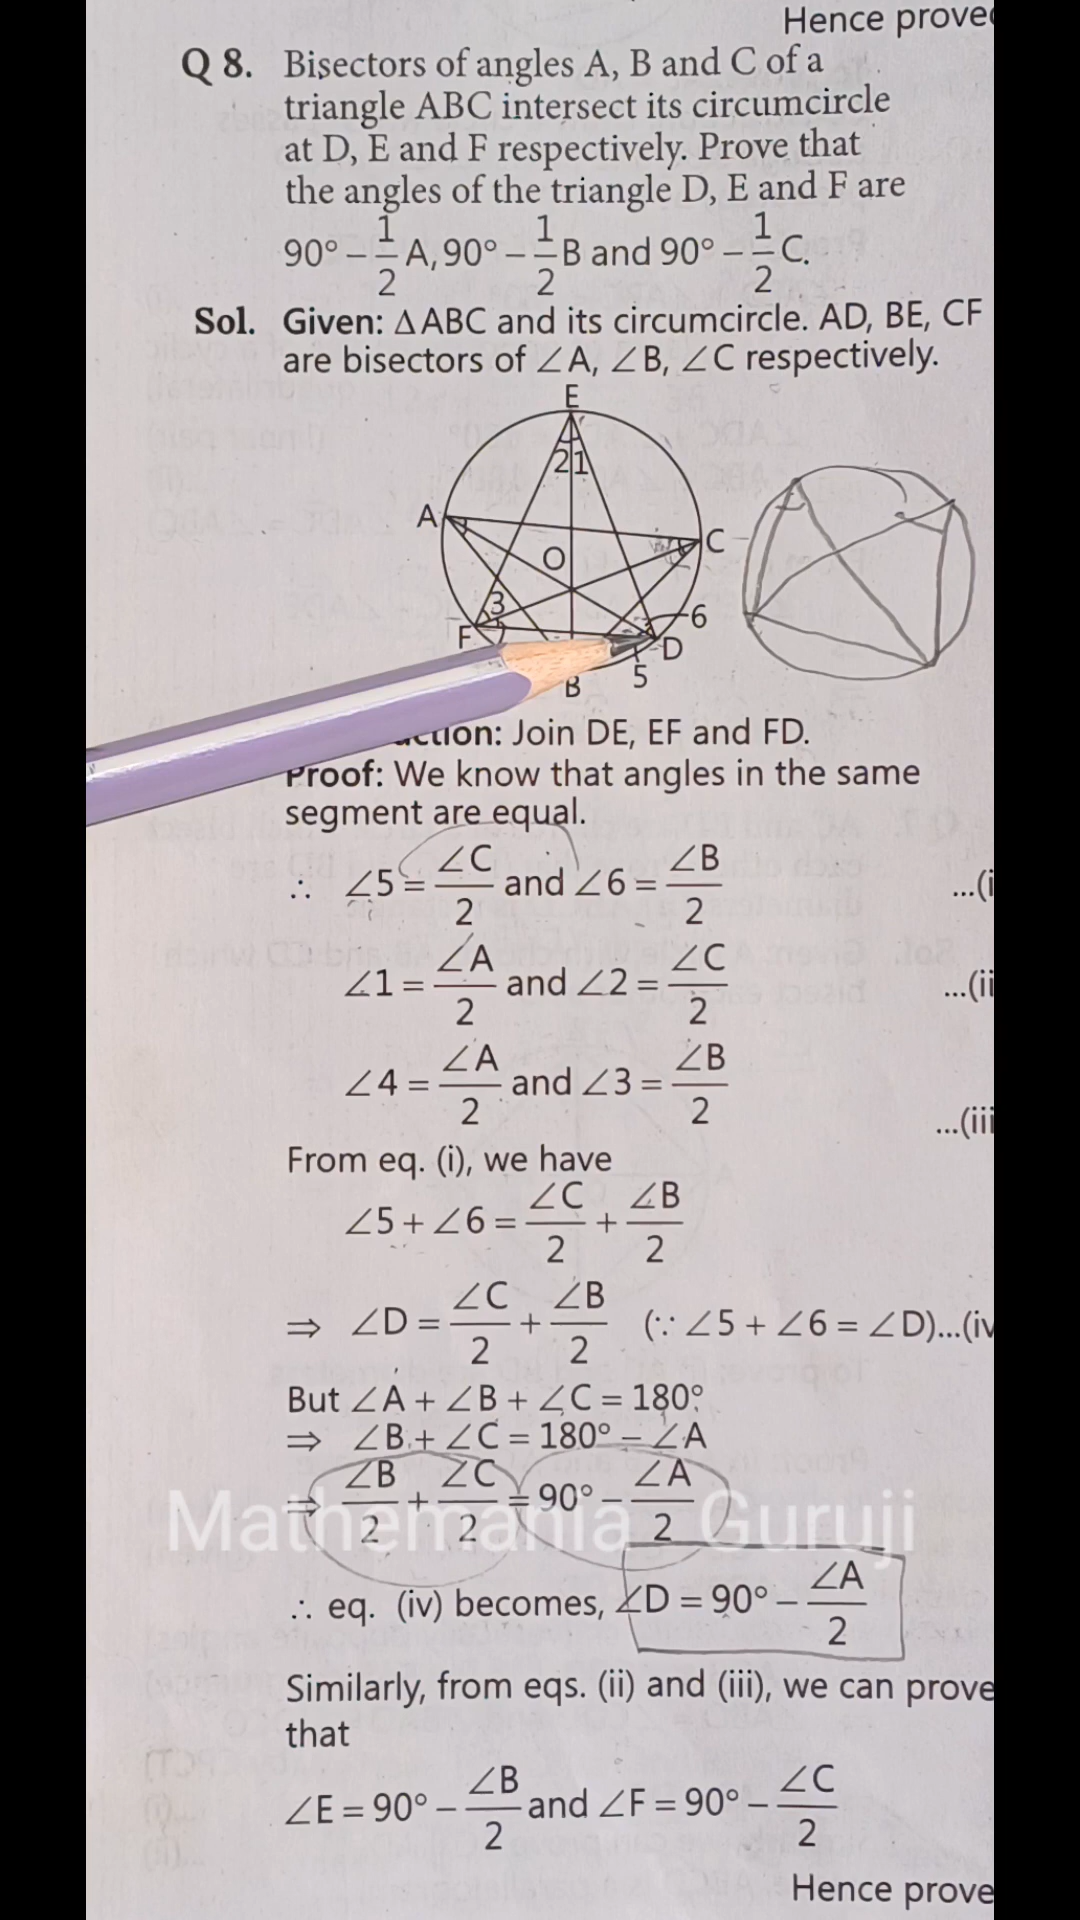 Hence prove
Q 8. Bisectors of angles A, B and C of a
triangle ABC intersect its circumcircle
at D, E and F respectively. Prove that
the angles of the triangle D, E and F are
90° – 1/2 A, 90° – 1/2 B and 90° – 1/2 C.
Sol. Given: △ABC and its circumcircle. AD, BE, CF
are bisectors of ∠A, ∠B, ∠C respectively.
E
2 1
A
C
O
3
6
F
D
5
B
Join DE, EF and FD.
Proof: We know that angles in the same
segment are equal.
∴ ∠5 = ∠C/2 and ∠6 = ∠B/2 ...(i
∠1 = ∠A/2 and ∠2 = ∠C/2 ...(ii
∠4 = ∠A/2 and ∠3 = ∠B/2 ...(iii
From eq. (i), we have
∠5 + ∠6 = ∠C/2 + ∠B/2
⇒ ∠D = ∠C/2 + ∠B/2 (∵ ∠5 + ∠6 = ∠D)...(iv
But ∠A + ∠B + ∠C = 180°
⇒ ∠B + ∠C = 180° – ∠A
⇒ ∠B/2 + ∠C/2 = 90° – ∠A/2
Mathemania Guruji
∴ eq. (iv) becomes, ∠D = 90° – ∠A/2
Similarly, from eqs. (ii) and (iii), we can prove
that
∠E = 90° – ∠B/2 and ∠F = 90° – ∠C/2
Hence prove